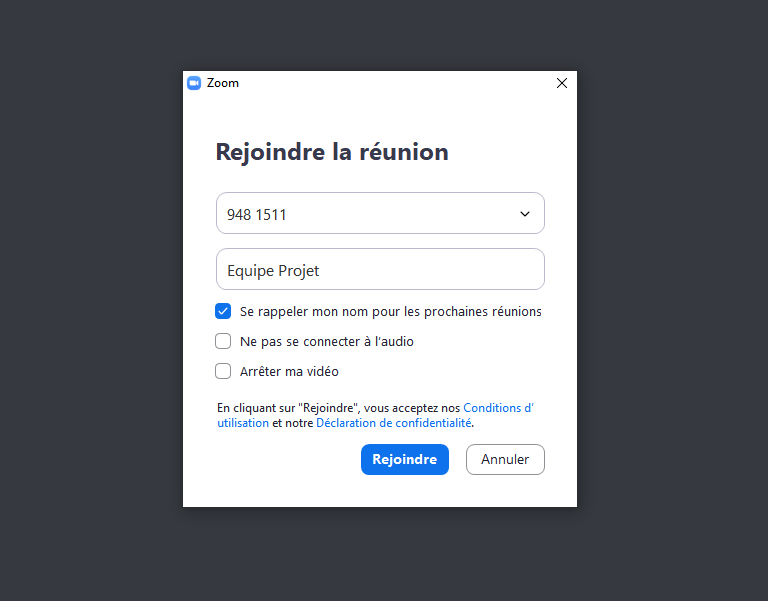 Zoom
Rejoindre la réunion
948 1511
Equipe Projet
Se rappeler mon nom pour les prochaines réunions
Ne pas se connecter à l'audio
Arrêter ma vidéo
En cliquant sur "Rejoindre", vous acceptez nos Conditions d'
utilisation et notre Déclaration de confidentialité.
Rejoindre Annuler